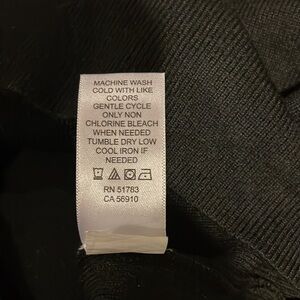 MACHINE WASH
COLD WITH LIKE
COLORS
GENTLE CYCLE
ONLY NON
CHLORINE BLEACH
WHEN NEEDED
TUMBLE DRY LOW
COOL IRON IF
NEEDED
RN 51783
CA 56910